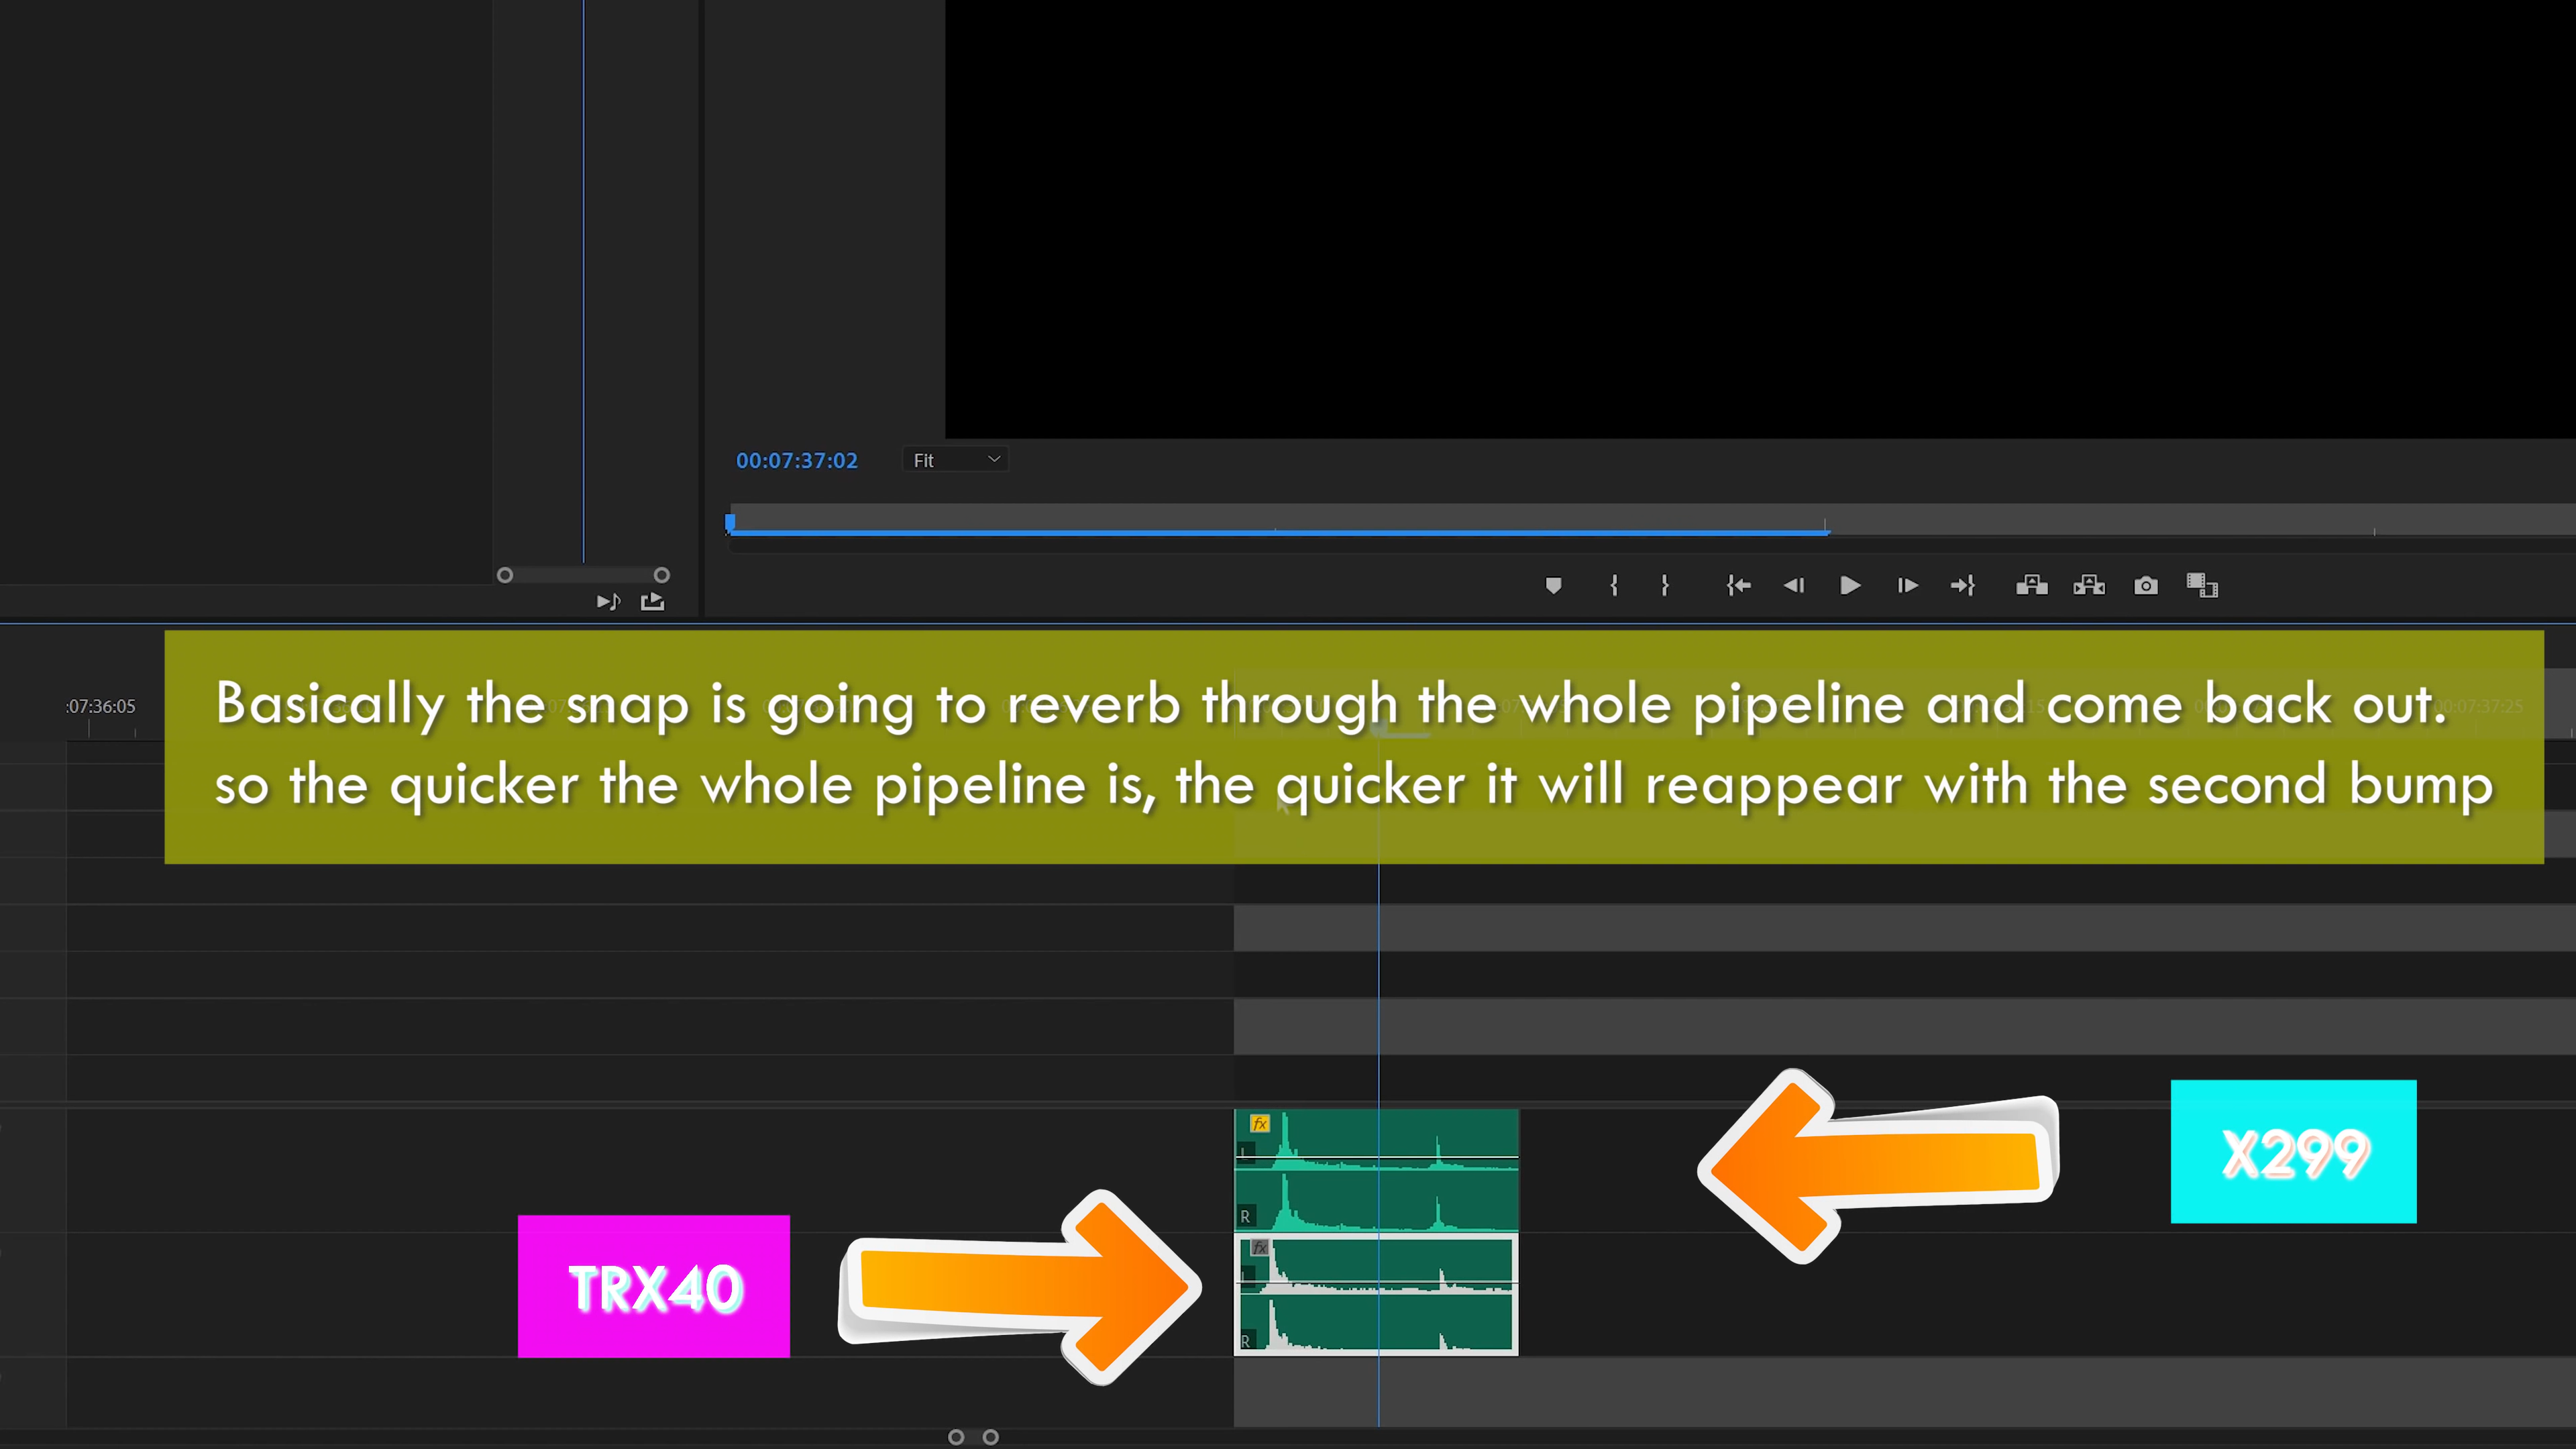 00:07:37:02
Fit
:07:36:05
Basically the snap is going to reverb through the whole pipeline and come back out.
so the quicker the whole pipeline is, the quicker it will reappear with the second bump
X299
fx
L
R
TRX40
fx
L
R